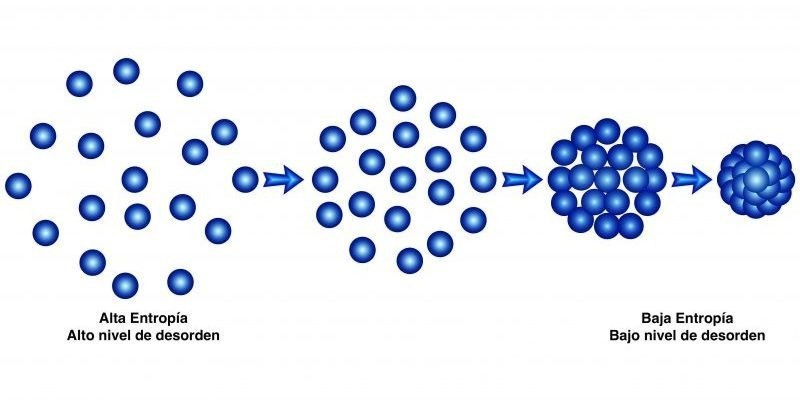 Alta Entropía
Alto nivel de desorden
Baja Entropía
Bajo nivel de desorden